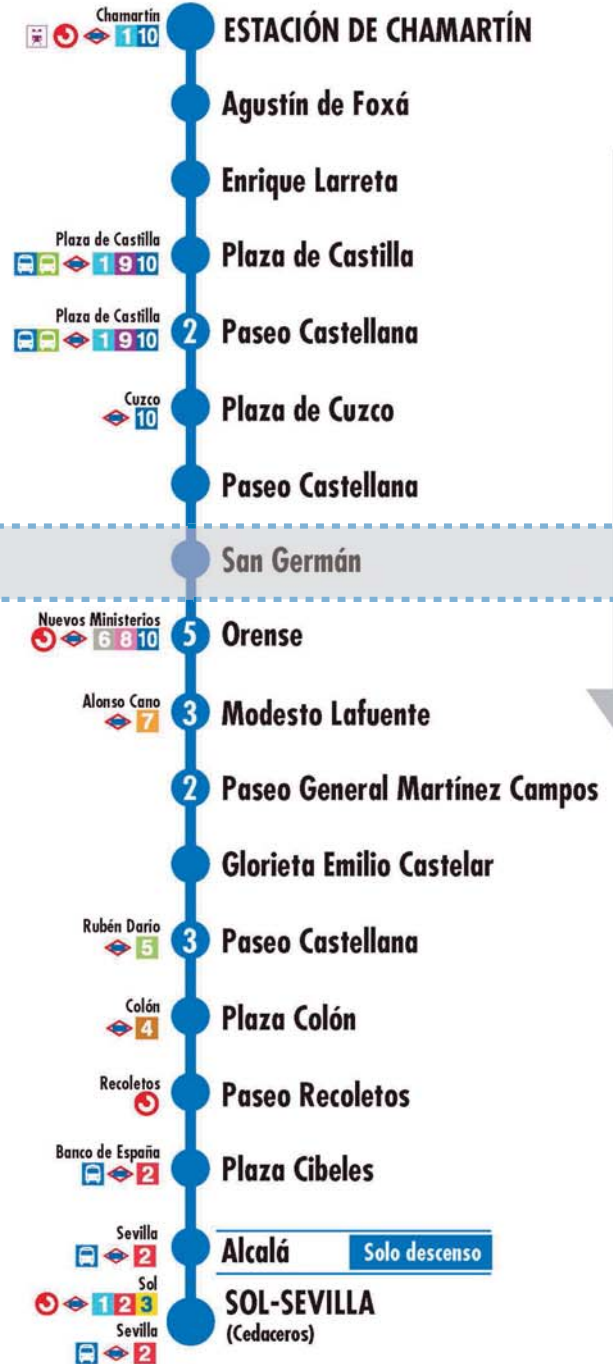 Chamartín
1 10
ESTACIÓN DE CHAMARTÍN
Agustín de Foxá
Enrique Larreta
Plaza de Castilla
1 9 10
Plaza de Castilla
Plaza de Castilla
1 9 10
2
Paseo Castellana
Cuzco
10
Plaza de Cuzco
Paseo Castellana
San Germán
Nuevos Ministerios
6 8 10
5
Orense
Alonso Cano
7
3
Modesto Lafuente
2
Paseo General Martínez Campos
Glorieta Emilio Castelar
Rubén Darío
5
3
Paseo Castellana
Colón
4
Plaza Colón
Recoletos
Paseo Recoletos
Banco de España
2
Plaza Cibeles
Sevilla
2
Alcalá
Solo descenso
Sol
1 2 3
SOL-SEVILLA
(Cedaceros)
Sevilla
2